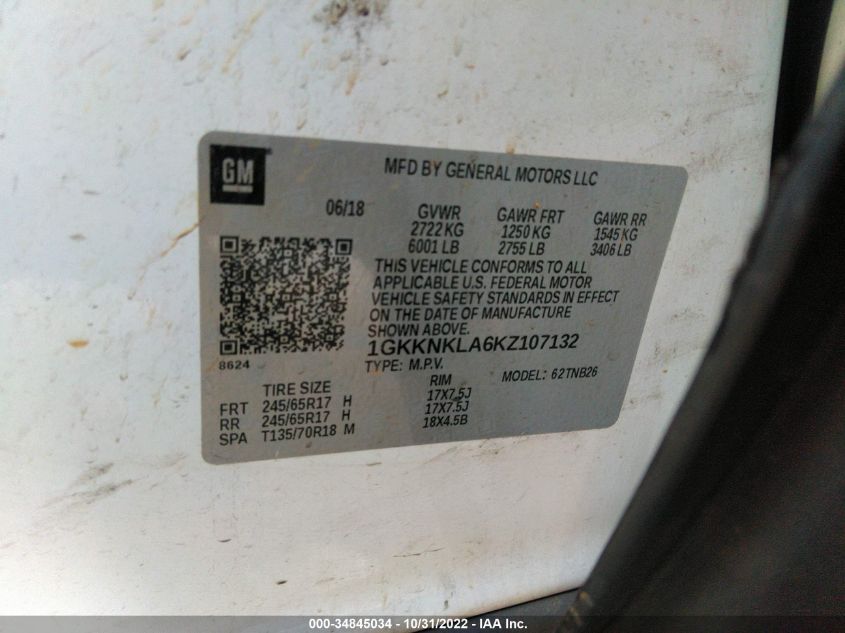 GM
MFD BY GENERAL MOTORS LLC
06/18
GVWR GAWR FRT GAWR RR
2722 KG 1250 KG 1545 KG
6001 LB 2755 LB 3406 LB
THIS VEHICLE CONFORMS TO ALL
APPLICABLE U.S. FEDERAL MOTOR
VEHICLE SAFETY STANDARDS IN EFFECT
ON THE DATE OF MANUFACTURE
SHOWN ABOVE.
1GKKNKLA6KZ107132
8624
TYPE: M.P.V. MODEL: 62TNB26
TIRE SIZE RIM
FRT 245/65R17 H 17X7.5J
RR 245/65R17 H 17X7.5J
SPA T135/70R18 M 18X4.5B
000-34845034 - 10/31/2022 - IAA Inc.